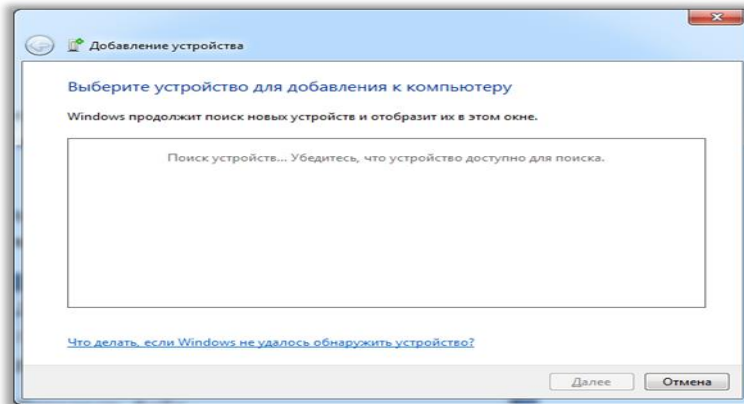 Добавление устройства
Выберите устройство для добавления к компьютеру
Windows продолжит поиск новых устройств и отобразит их в этом окне.
Поиск устройств... Убедитесь, что устройство доступно для поиска.
Что делать, если Windows не удалось обнаружить устройство?
Далее Отмена